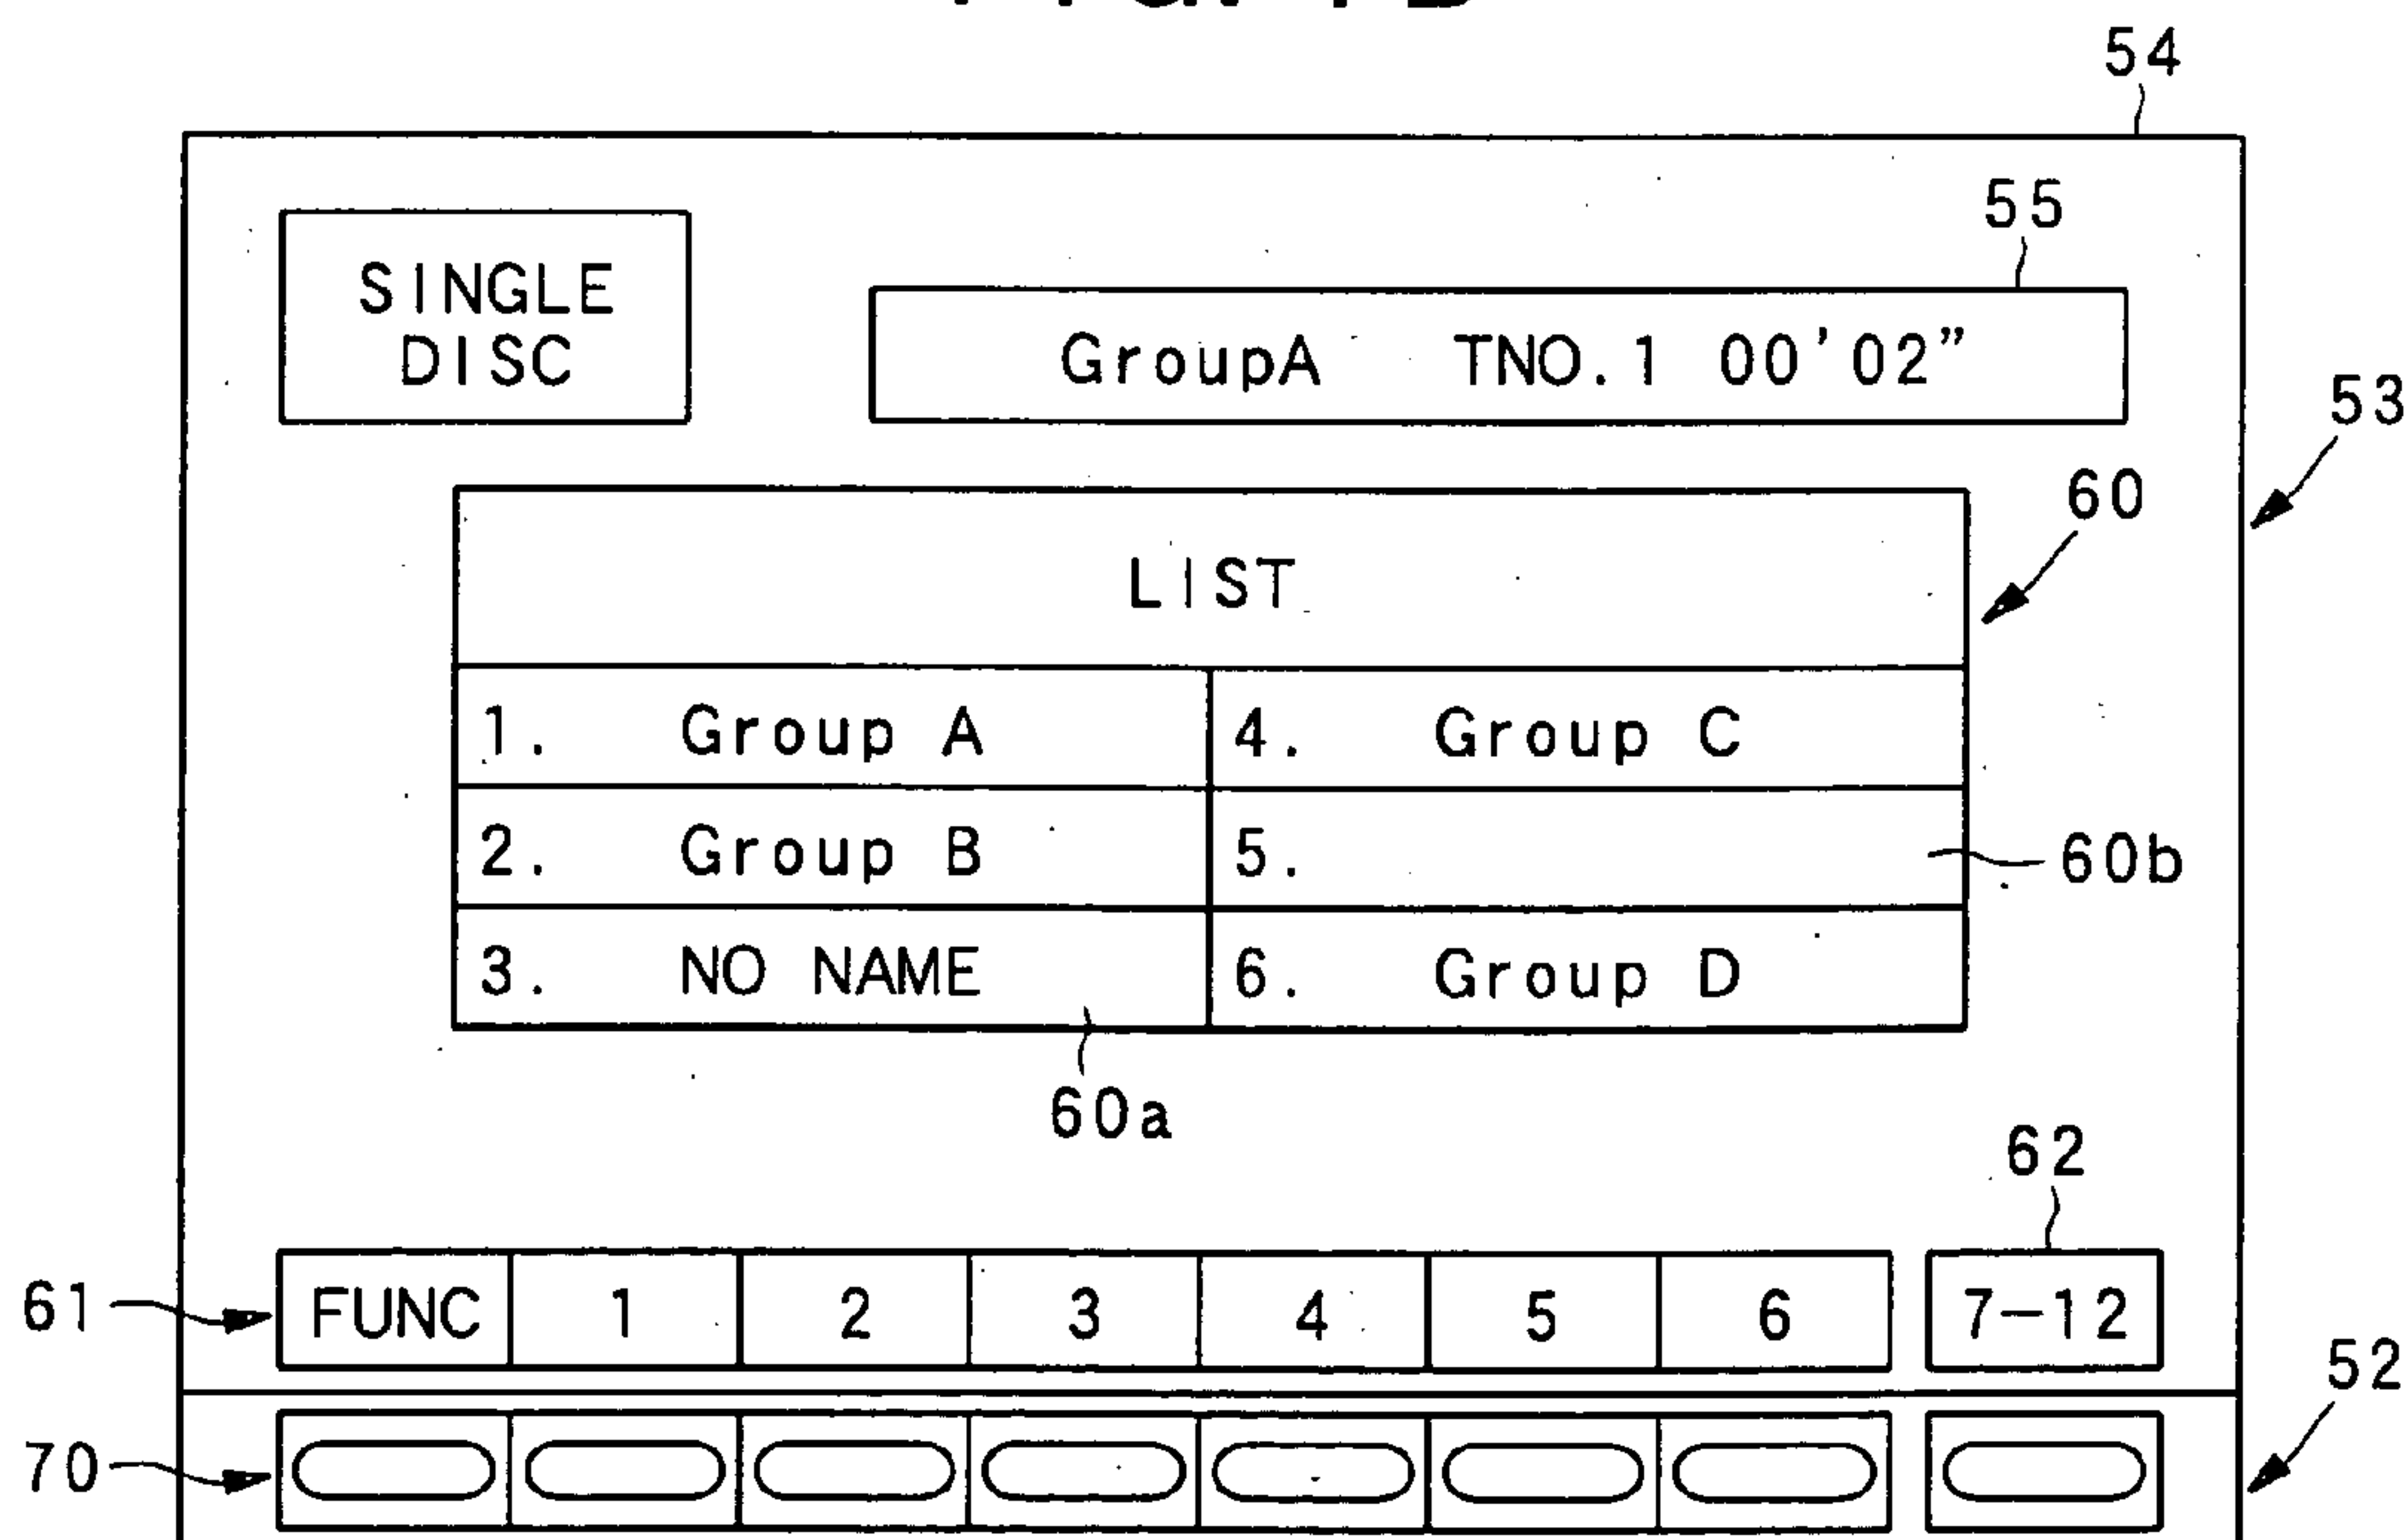 54
55
SINGLE
DISC
GroupA TNO.1 00'02”
53
60
LIST
1. Group A 4. Group C
2. Group B 5.
60b
3. NO NAME 6. Group D
60a
62
61
FUNC 1 2 3 4 5 6 7-12
52
70